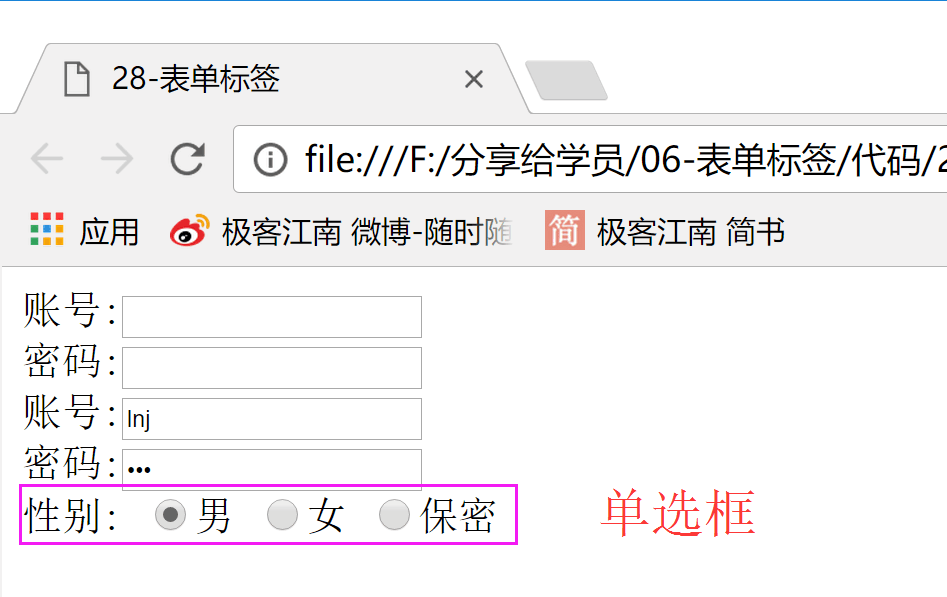 28-表单标签
file:///F:/分享给学员/06-表单标签/代码/2
应用 极客江南 微博-随时随 简 极客江南 简书
账号:
密码:
账号: lnj
密码: •••
性别: 男 女 保密 单选框